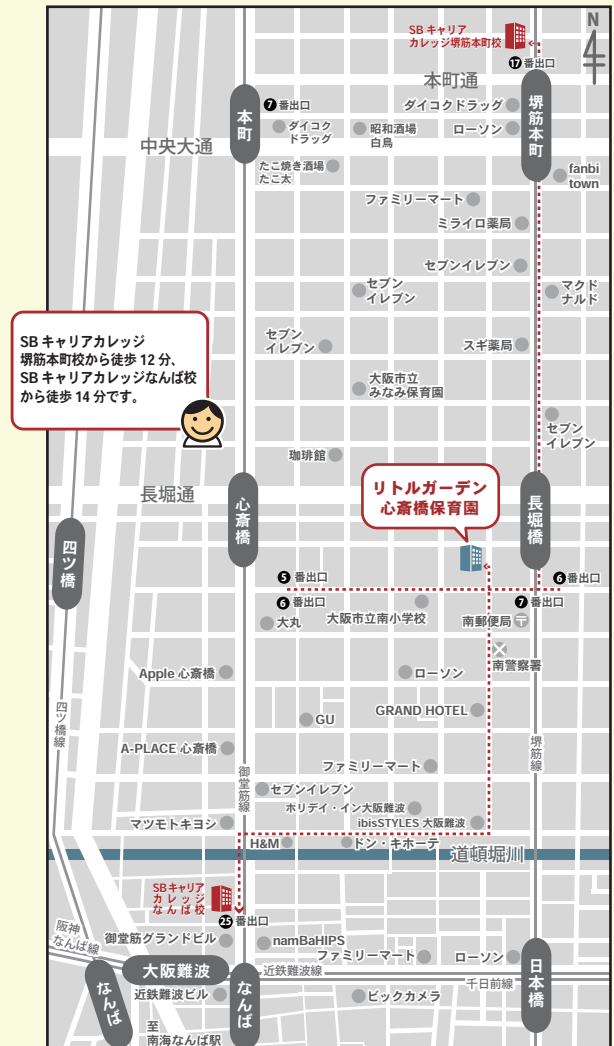 SBキャリア
カレッジ堺筋本町校
N
17 番出口
本町通
7 番出口
本町
ダイコクドラッグ
堺筋本町
ダイコク
ドラッグ
昭和酒場
白鳥
ローソン
中央大通
たこ焼き酒場
たこ太
fanbi
town
ファミリーマート
ミライロ薬局
セブンイレブン
セブン
イレブン
マクド
ナルド
SBキャリアカレッジ
堺筋本町校から徒歩12分、
SBキャリアカレッジなんば校
から徒歩14分です。
セブン
イレブン
スギ薬局
大阪市立
みなみ保育園
セブン
イレブン
珈琲館
リトルガーデン
心斎橋保育園
長堀通
心斎橋
長堀橋
四ツ橋
5 番出口
6 番出口
6 番出口
7 番出口
大丸
大阪市立南小学校
南郵便局
〒
南警察署
Apple 心斎橋
ローソン
四ツ橋線
GU
GRAND HOTEL
堺筋線
A-PLACE 心斎橋
御堂筋線
ファミリーマート
セブンイレブン
ホリデイ・イン大阪難波
マツモトキヨシ
ibisSTYLES 大阪難波
H&M
ドン・キホーテ
道頓堀川
SBキャリア
カレッジ
なんば校
25 番出口
阪神
なんば線
御堂筋グランドビル
namBaHIPS
ファミリーマート
ローソン
大阪難波
近鉄難波線
千日前線
日本橋
なんば
なんば
近鉄難波ビル
ビックカメラ
至
南海なんば駅